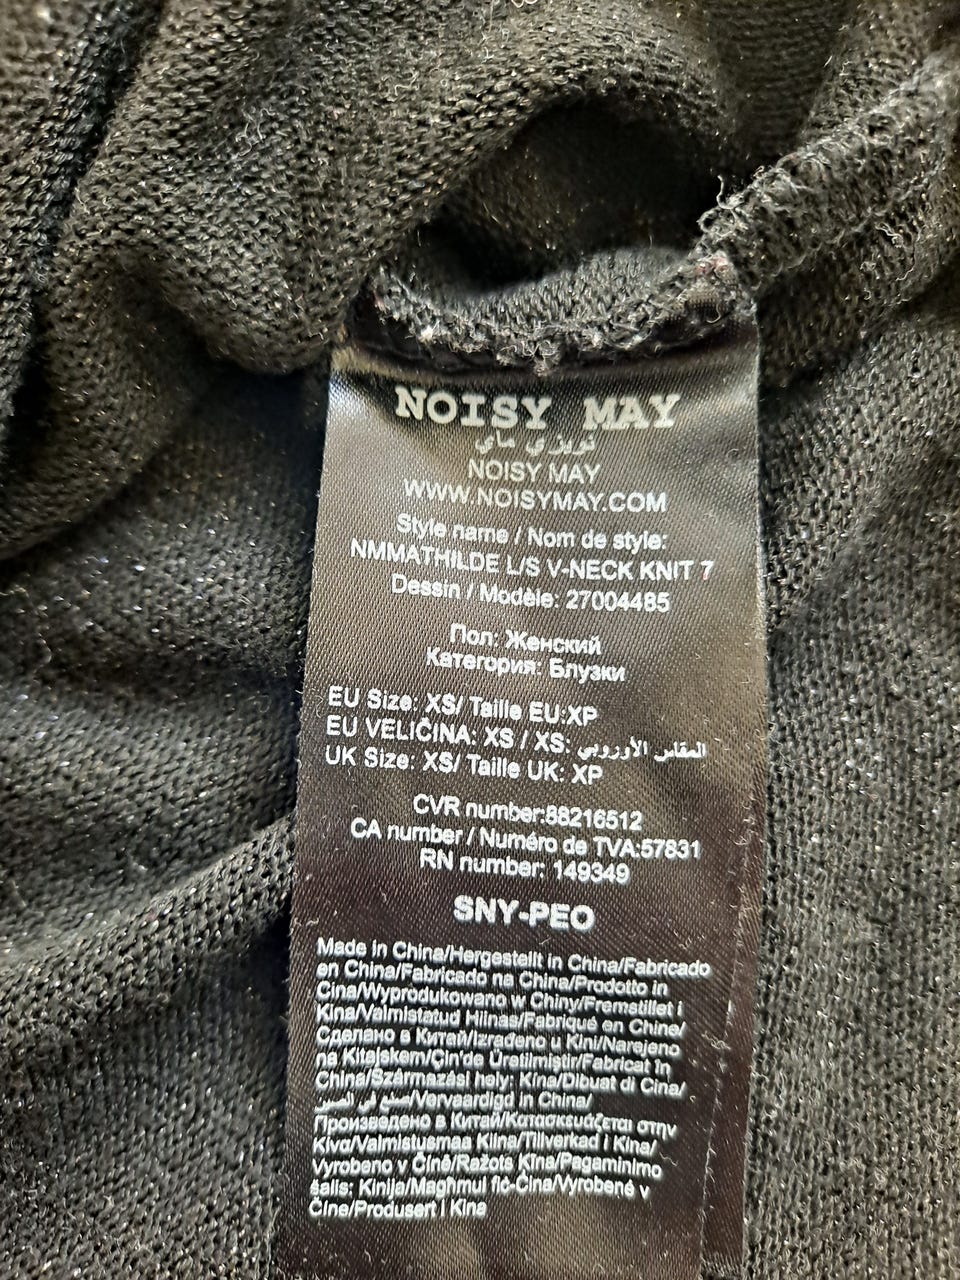 NOISY MAY
نويزي ماي
NOISY MAY
WWW.NOISYMAY.COM
Style name / Nom de style:
NMMATHILDE L/S V-NECK KNIT 7
Dessin / Modèle: 27004485
Пол: Женский
Категория: Блузки
EU Size: XS/ Taille EU:XP
EU VELIČINA: XS / XS: المقاس الأوروبي
UK Size: XS/ Taille UK: XP
CVR number:88216512
CA number / Numéro de TVA:57831
RN number: 149349
SNY-PEO
Made in China/Hergestellt in China/Fabricado
en China/Fabricado na China/Prodotto in
Cina/Wyprodukowano w Chiny/Fremstillet i
Kina/Valmistatud Hiinas/Fabriqué en Chine/
Сделано в Китай/Izrađeno u Kini/Narejeno
na Kitajskem/Çin'de Üretilmiştir/Fabricat în
China/Származási hely: Kína/Dibuat di Cina/
صنع في الصين/Vervaardigd in China/
Произведено в Китай/Κατασκευάζεται στην
Κίνα/Valmistusmaa Kiina/Tillverkad i Kina/
Vyrobeno v Číně/Ražots Ķīna/Pagaminimo
šalis: Kinija/Magħmul fiċ-Ċina/Vyrobené v
Číne/Produsert i Kina